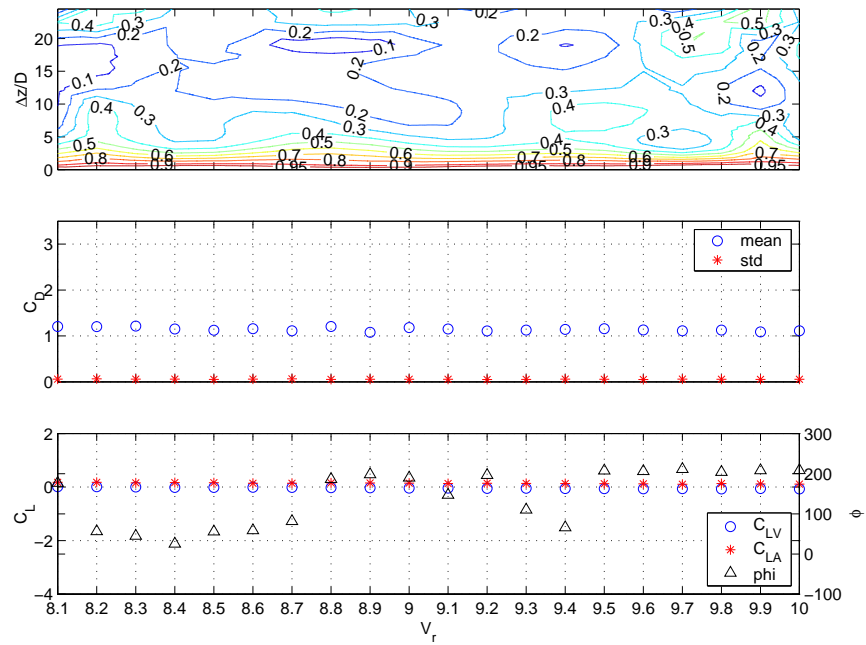 0.4 0.3 0.3 0.3 0.4 0.5 0.3 0.3
20 0.2 0.2 0.1 0.2 0.5 0.4
15 0.2 0.2 0.2
Δz/D
10 0.1 0.4 0.3 0.2 0.4 0.2 0.3
5 0.5 0.4 0.3 0.3 0.4
0.6 0.5 0.5 0.6
0.8 0.7 0.8 0.7 0.8 0.7
0 0.9 0.95 0.9 0.95 0.9 0.95
3
mean
std
2
C_D
1
0
2 300
0 200
C_L 100 ϕ
−2 0
C_LV
C_LA
phi
−4 −100
8.1 8.2 8.3 8.4 8.5 8.6 8.7 8.8 8.9 9 9.1 9.2 9.3 9.4 9.5 9.6 9.7 9.8 9.9 10
V_r